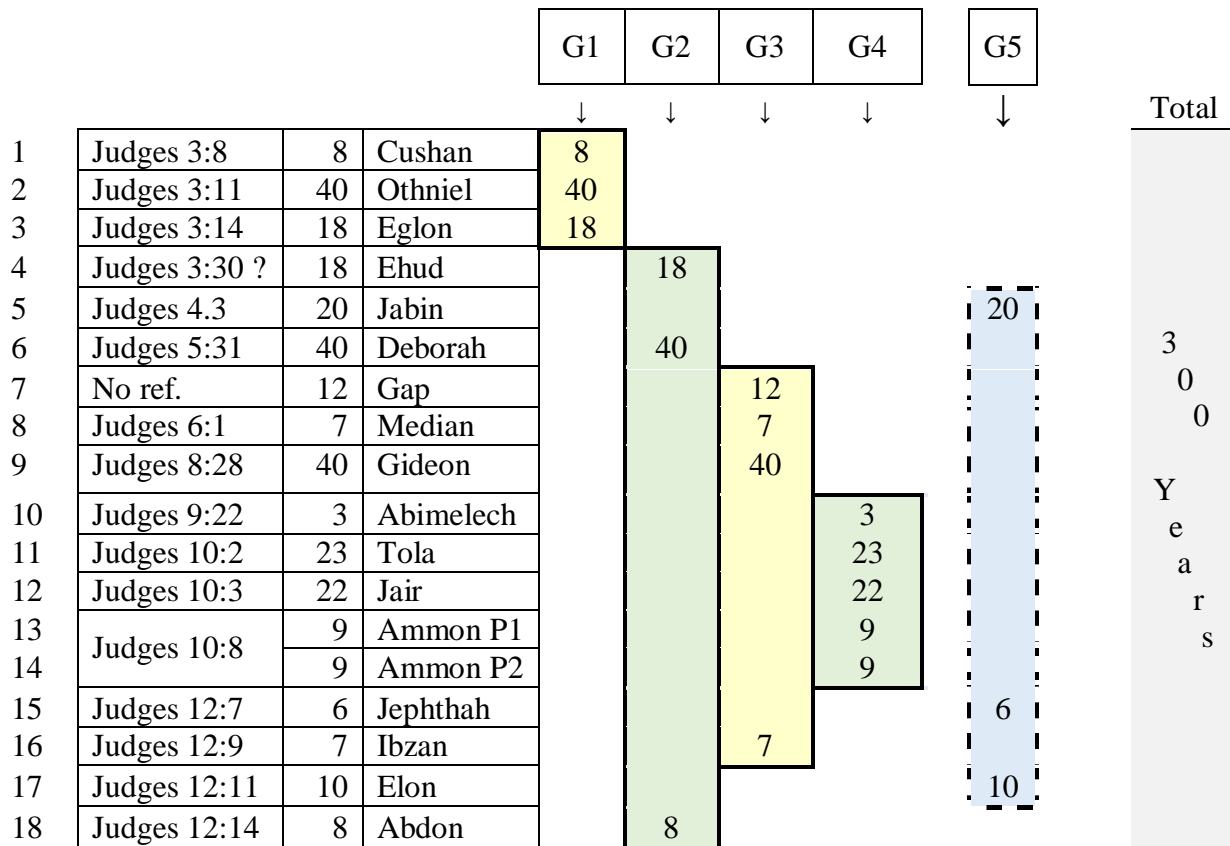 G1 G2 G3 G4 G5
↓ ↓ ↓ ↓ ↓ Total
1 Judges 3:8 8 Cushan 8
2 Judges 3:11 40 Othniel 40
3 Judges 3:14 18 Eglon 18
4 Judges 3:30 ? 18 Ehud 18
5 Judges 4.3 20 Jabin 20
6 Judges 5:31 40 Deborah 40 3
7 No ref. 12 Gap 12 0
8 Judges 6:1 7 Median 7 0
9 Judges 8:28 40 Gideon 40
Y
10 Judges 9:22 3 Abimelech 3
11 Judges 10:2 23 Tola 23 e
12 Judges 10:3 22 Jair 22 a
13 Judges 10:8 9 Ammon P1 9 r
14 9 Ammon P2 9 s
15 Judges 12:7 6 Jephthah 6
16 Judges 12:9 7 Ibzan 7
17 Judges 12:11 10 Elon 10
18 Judges 12:14 8 Abdon 8